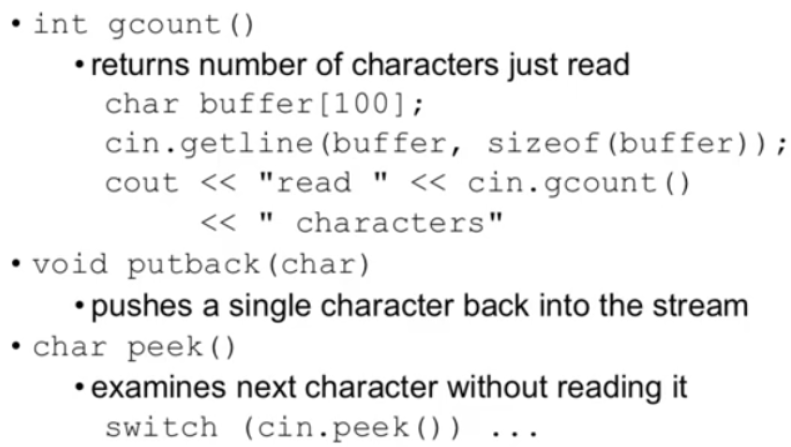 • int gcount()
• returns number of characters just read
char buffer[100];
cin.getline(buffer, sizeof(buffer));
cout << "read " << cin.gcount()
<< " characters"
• void putback(char)
• pushes a single character back into the stream
• char peek()
• examines next character without reading it
switch (cin.peek()) ...